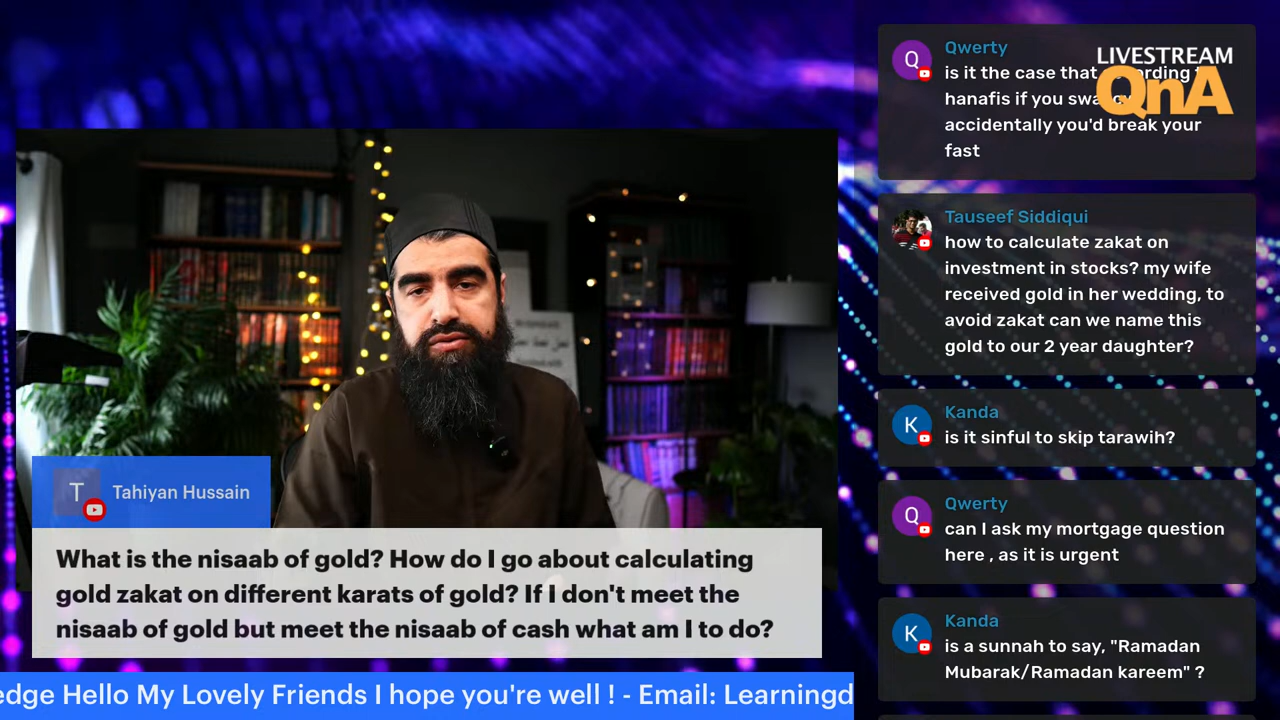 Tahiyan Hussain
What is the nisaab of gold? How do I go about calculating
gold zakat on different karats of gold? If I don't meet the
nisaab of gold but meet the nisaab of cash what am I to do?
edge Hello My Lovely Friends I hope you're well ! - Email: Learningd
LIVESTREAM
QnA
Qwerty
is it the case that
hanafis if you
accidentally you'd break your
fast
Tauseef Siddiqui
how to calculate zakat on
investment in stocks? my wife
received gold in her wedding, to
avoid zakat can we name this
gold to our 2 year daughter?
Kanda
is it sinful to skip tarawih?
Qwerty
can I ask my mortgage question
here , as it is urgent
Kanda
is a sunnah to say, "Ramadan
Mubarak/Ramadan kareem" ?